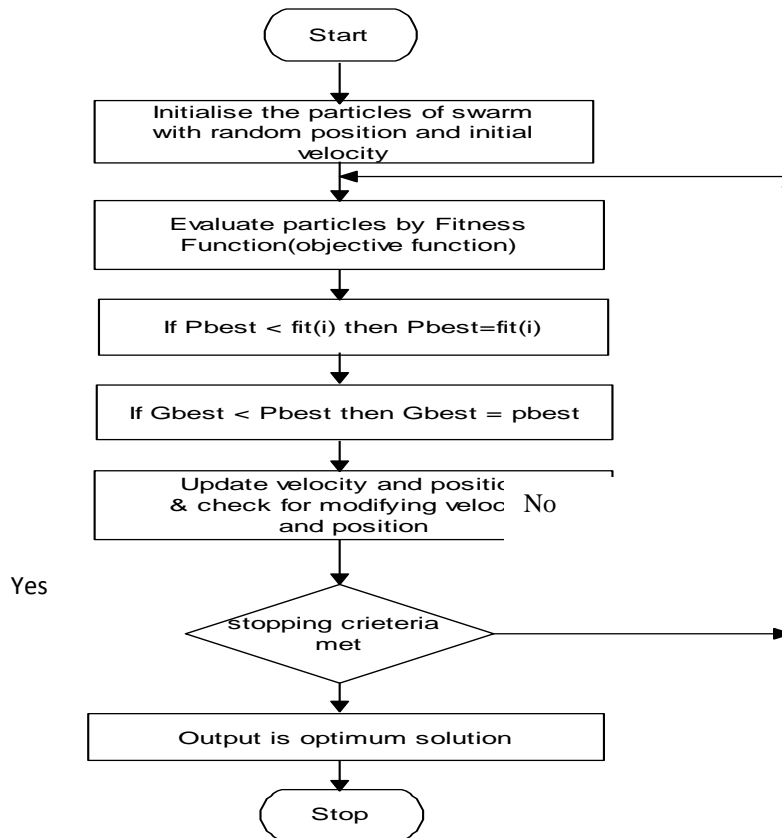 Start
Initialise the particles of swarm
with random position and initial
velocity
Evaluate particles by Fitness
Function(objective function)
If Pbest < fit(i) then Pbest=fit(i)
If Gbest < Pbest then Gbest = pbest
Update velocity and
& check for modifying
and position
No
Yes
stopping crieteria
met
Output is optimum solution
Stop